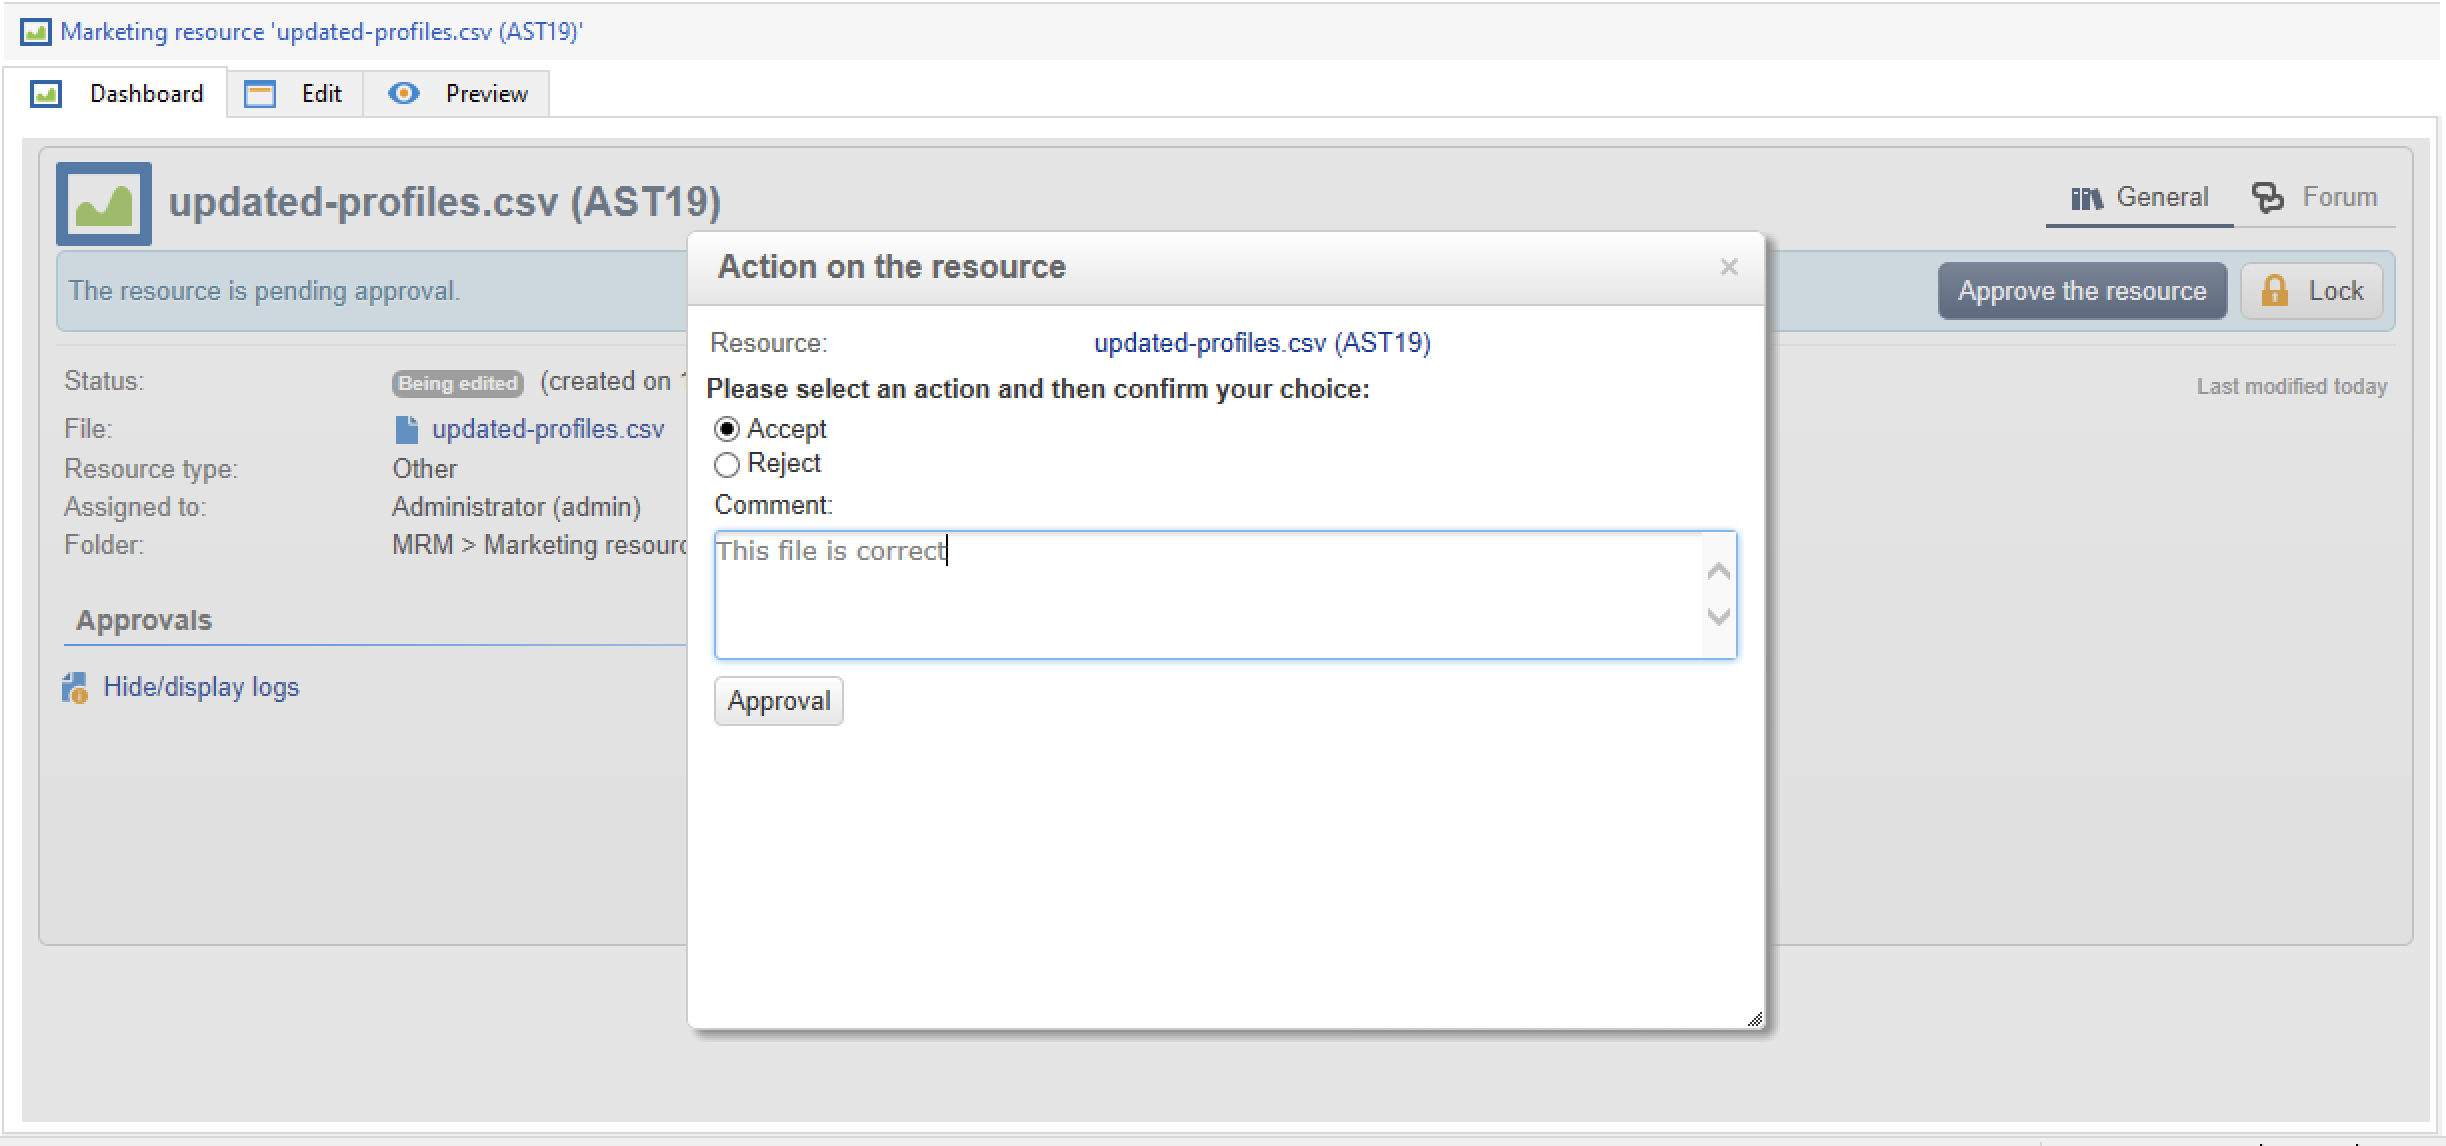 Marketing resource 'updated-profiles.csv (AST19)'
Dashboard Edit Preview
updated-profiles.csv (AST19)
General Forum
The resource is pending approval.
Approve the resource Lock
Status: Being edited (created on
Last modified today
File: updated-profiles.csv
Resource type: Other
Assigned to: Administrator (admin)
Folder: MRM > Marketing resourc
Approvals
Hide/display logs
Action on the resource
Resource: updated-profiles.csv (AST19)
Please select an action and then confirm your choice:
Accept
Reject
Comment:
This file is correct
Approval